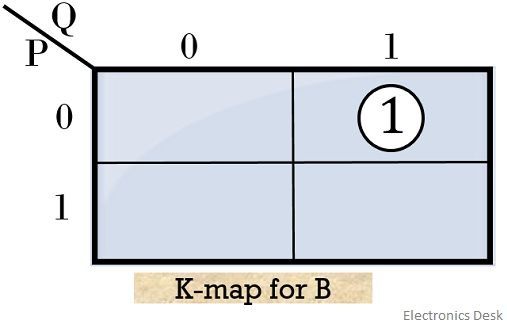 Q
P
0 1
0 1
1
K-map for B
Electronics Desk